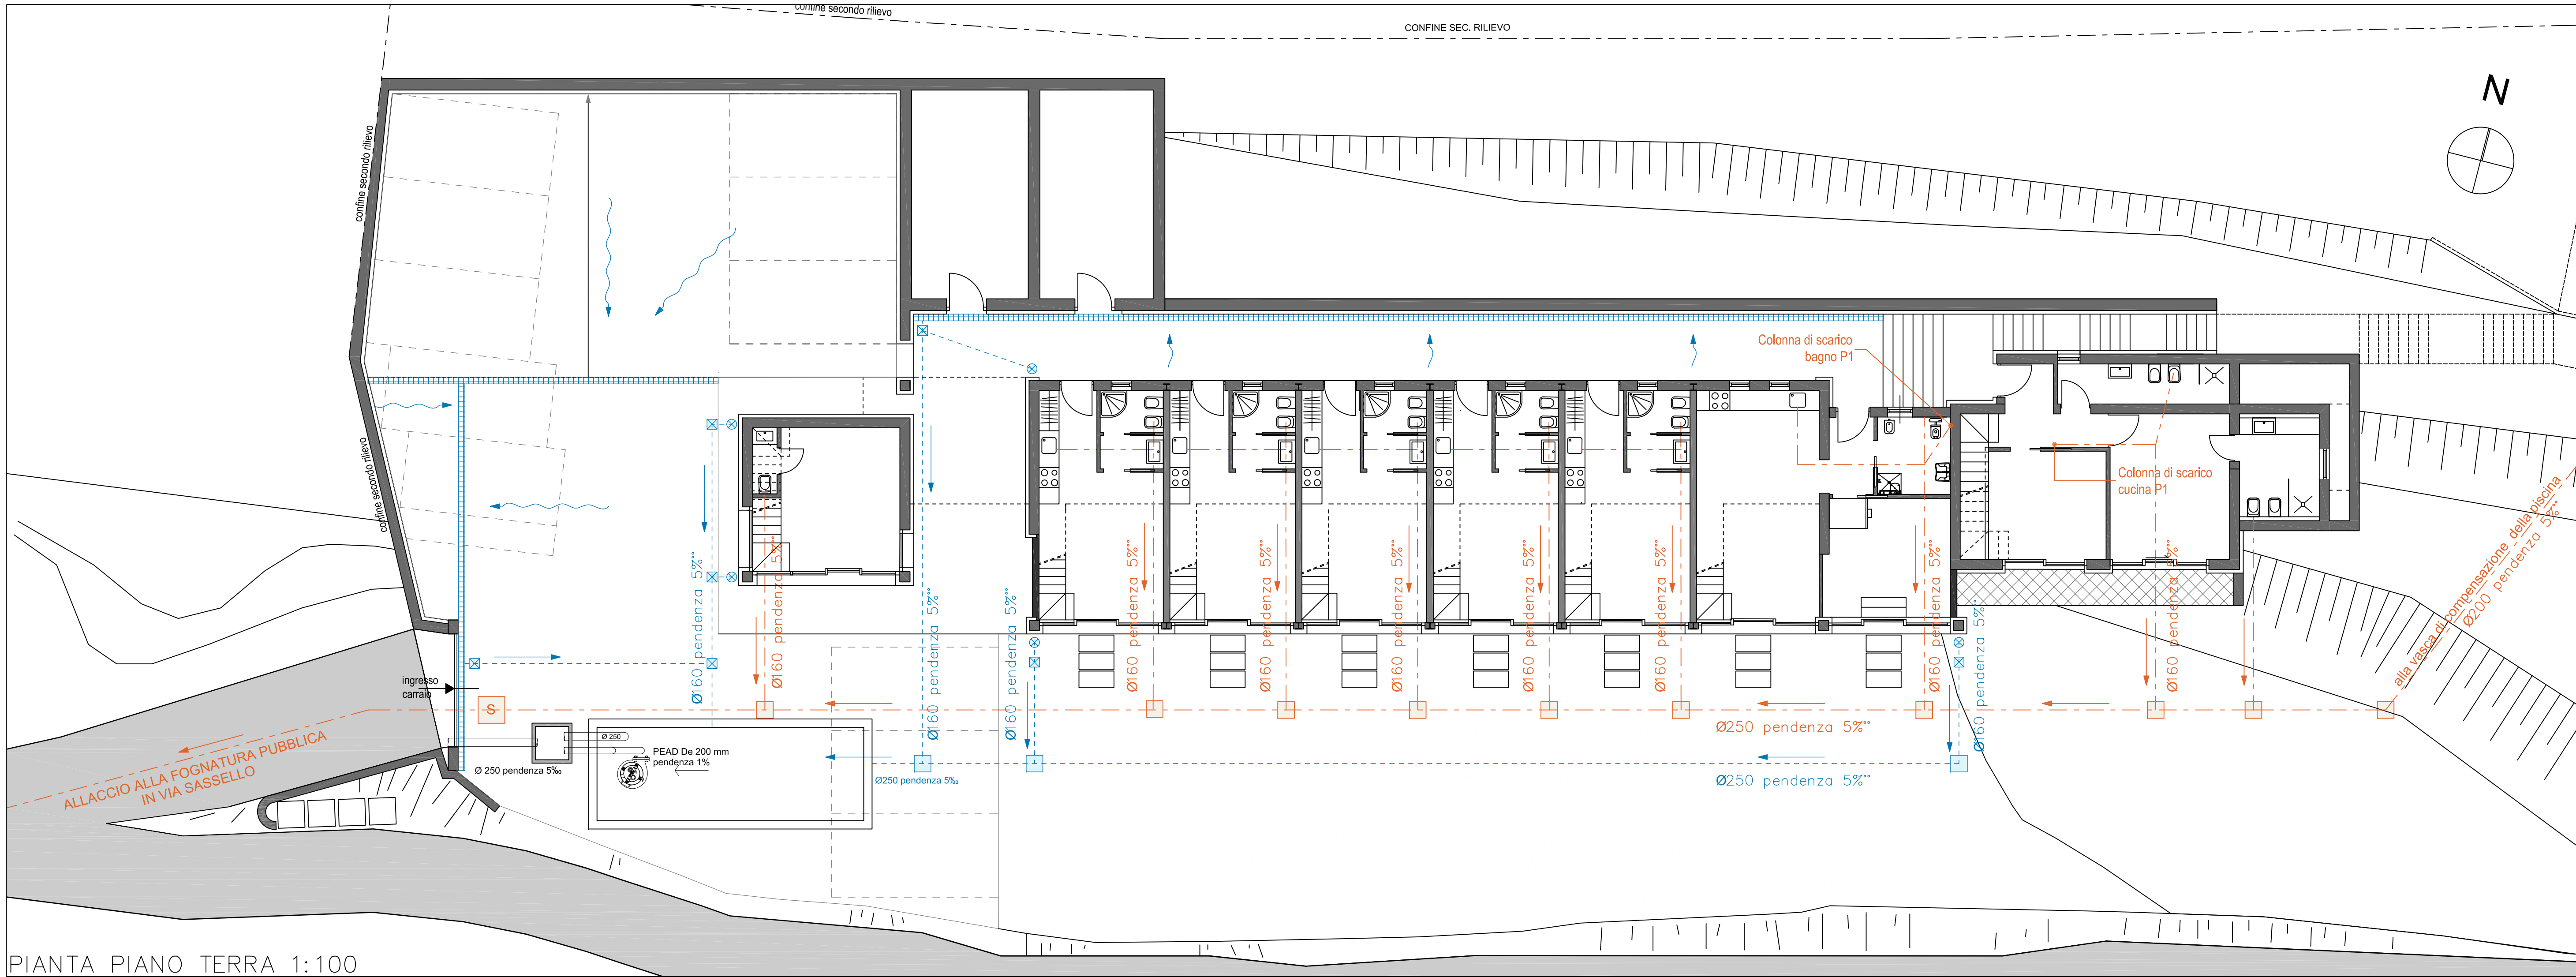 confine secondo rilievo
CONFINE SEC. RILIEVO
N
confine secondo rilievo
confine secondo rilievo
Colonna di scarico
bagno P1
Colonna di scarico
cucina P1
alla vasca di compensazione della piscina
Ø200 pendenza 5%°°
Ø160 pendenza 5%°°
Ø160 pendenza 5%°°
Ø160 pendenza 5%°°
Ø160 pendenza 5%°°
Ø160 pendenza 5%°°
Ø160 pendenza 5%°°
Ø160 pendenza 5%°°
Ø160 pendenza 5%°°
Ø160 pendenza 5%°°
Ø160 pendenza 5%°°
Ø160 pendenza 5%°°
Ø160 pendenza 5%°°
ingresso
carraio
S
Ø250 pendenza 5%°°
Ø 250
PEAD De 200 mm
pendenza 1%
Ø 250 pendenza 5‰
Ø250 pendenza 5‰
Ø250 pendenza 5%°°
ALLACCIO ALLA FOGNATURA PUBBLICA
IN VIA SASSELLO
PIANTA PIANO TERRA 1:100